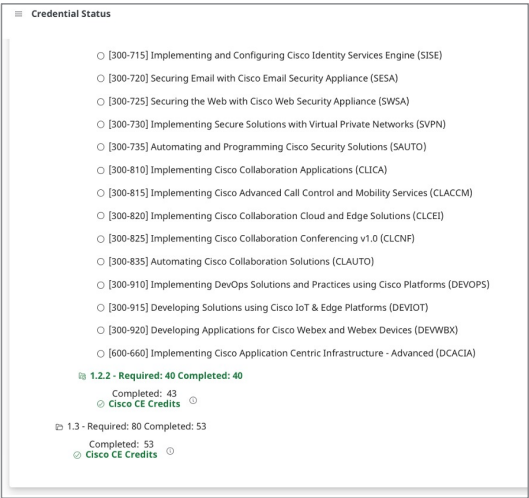 Credential Status
[300-715] Implementing and Configuring Cisco Identity Services Engine (SISE)
[300-720] Securing Email with Cisco Email Security Appliance (SESA)
[300-725] Securing the Web with Cisco Web Security Appliance (SWSA)
[300-730] Implementing Secure Solutions with Virtual Private Networks (SVPN)
[300-735] Automating and Programming Cisco Security Solutions (SAUTO)
[300-810] Implementing Cisco Collaboration Applications (CLICA)
[300-815] Implementing Cisco Advanced Call Control and Mobility Services (CLACCM)
[300-820] Implementing Cisco Collaboration Cloud and Edge Solutions (CLCEI)
[300-825] Implementing Cisco Collaboration Conferencing v1.0 (CLCNF)
[300-835] Automating Cisco Collaboration Solutions (CLAUTO)
[300-910] Implementing DevOps Solutions and Practices using Cisco Platforms (DEVOPS)
[300-915] Developing Solutions using Cisco IoT & Edge Platforms (DEVIOT)
[300-920] Developing Applications for Cisco Webex and Webex Devices (DEVWBX)
[600-660] Implementing Cisco Application Centric Infrastructure - Advanced (DCACIA)
1.2.2 - Required: 40 Completed: 40
Completed: 43
Cisco CE Credits
1.3 - Required: 80 Completed: 53
Completed: 53
Cisco CE Credits